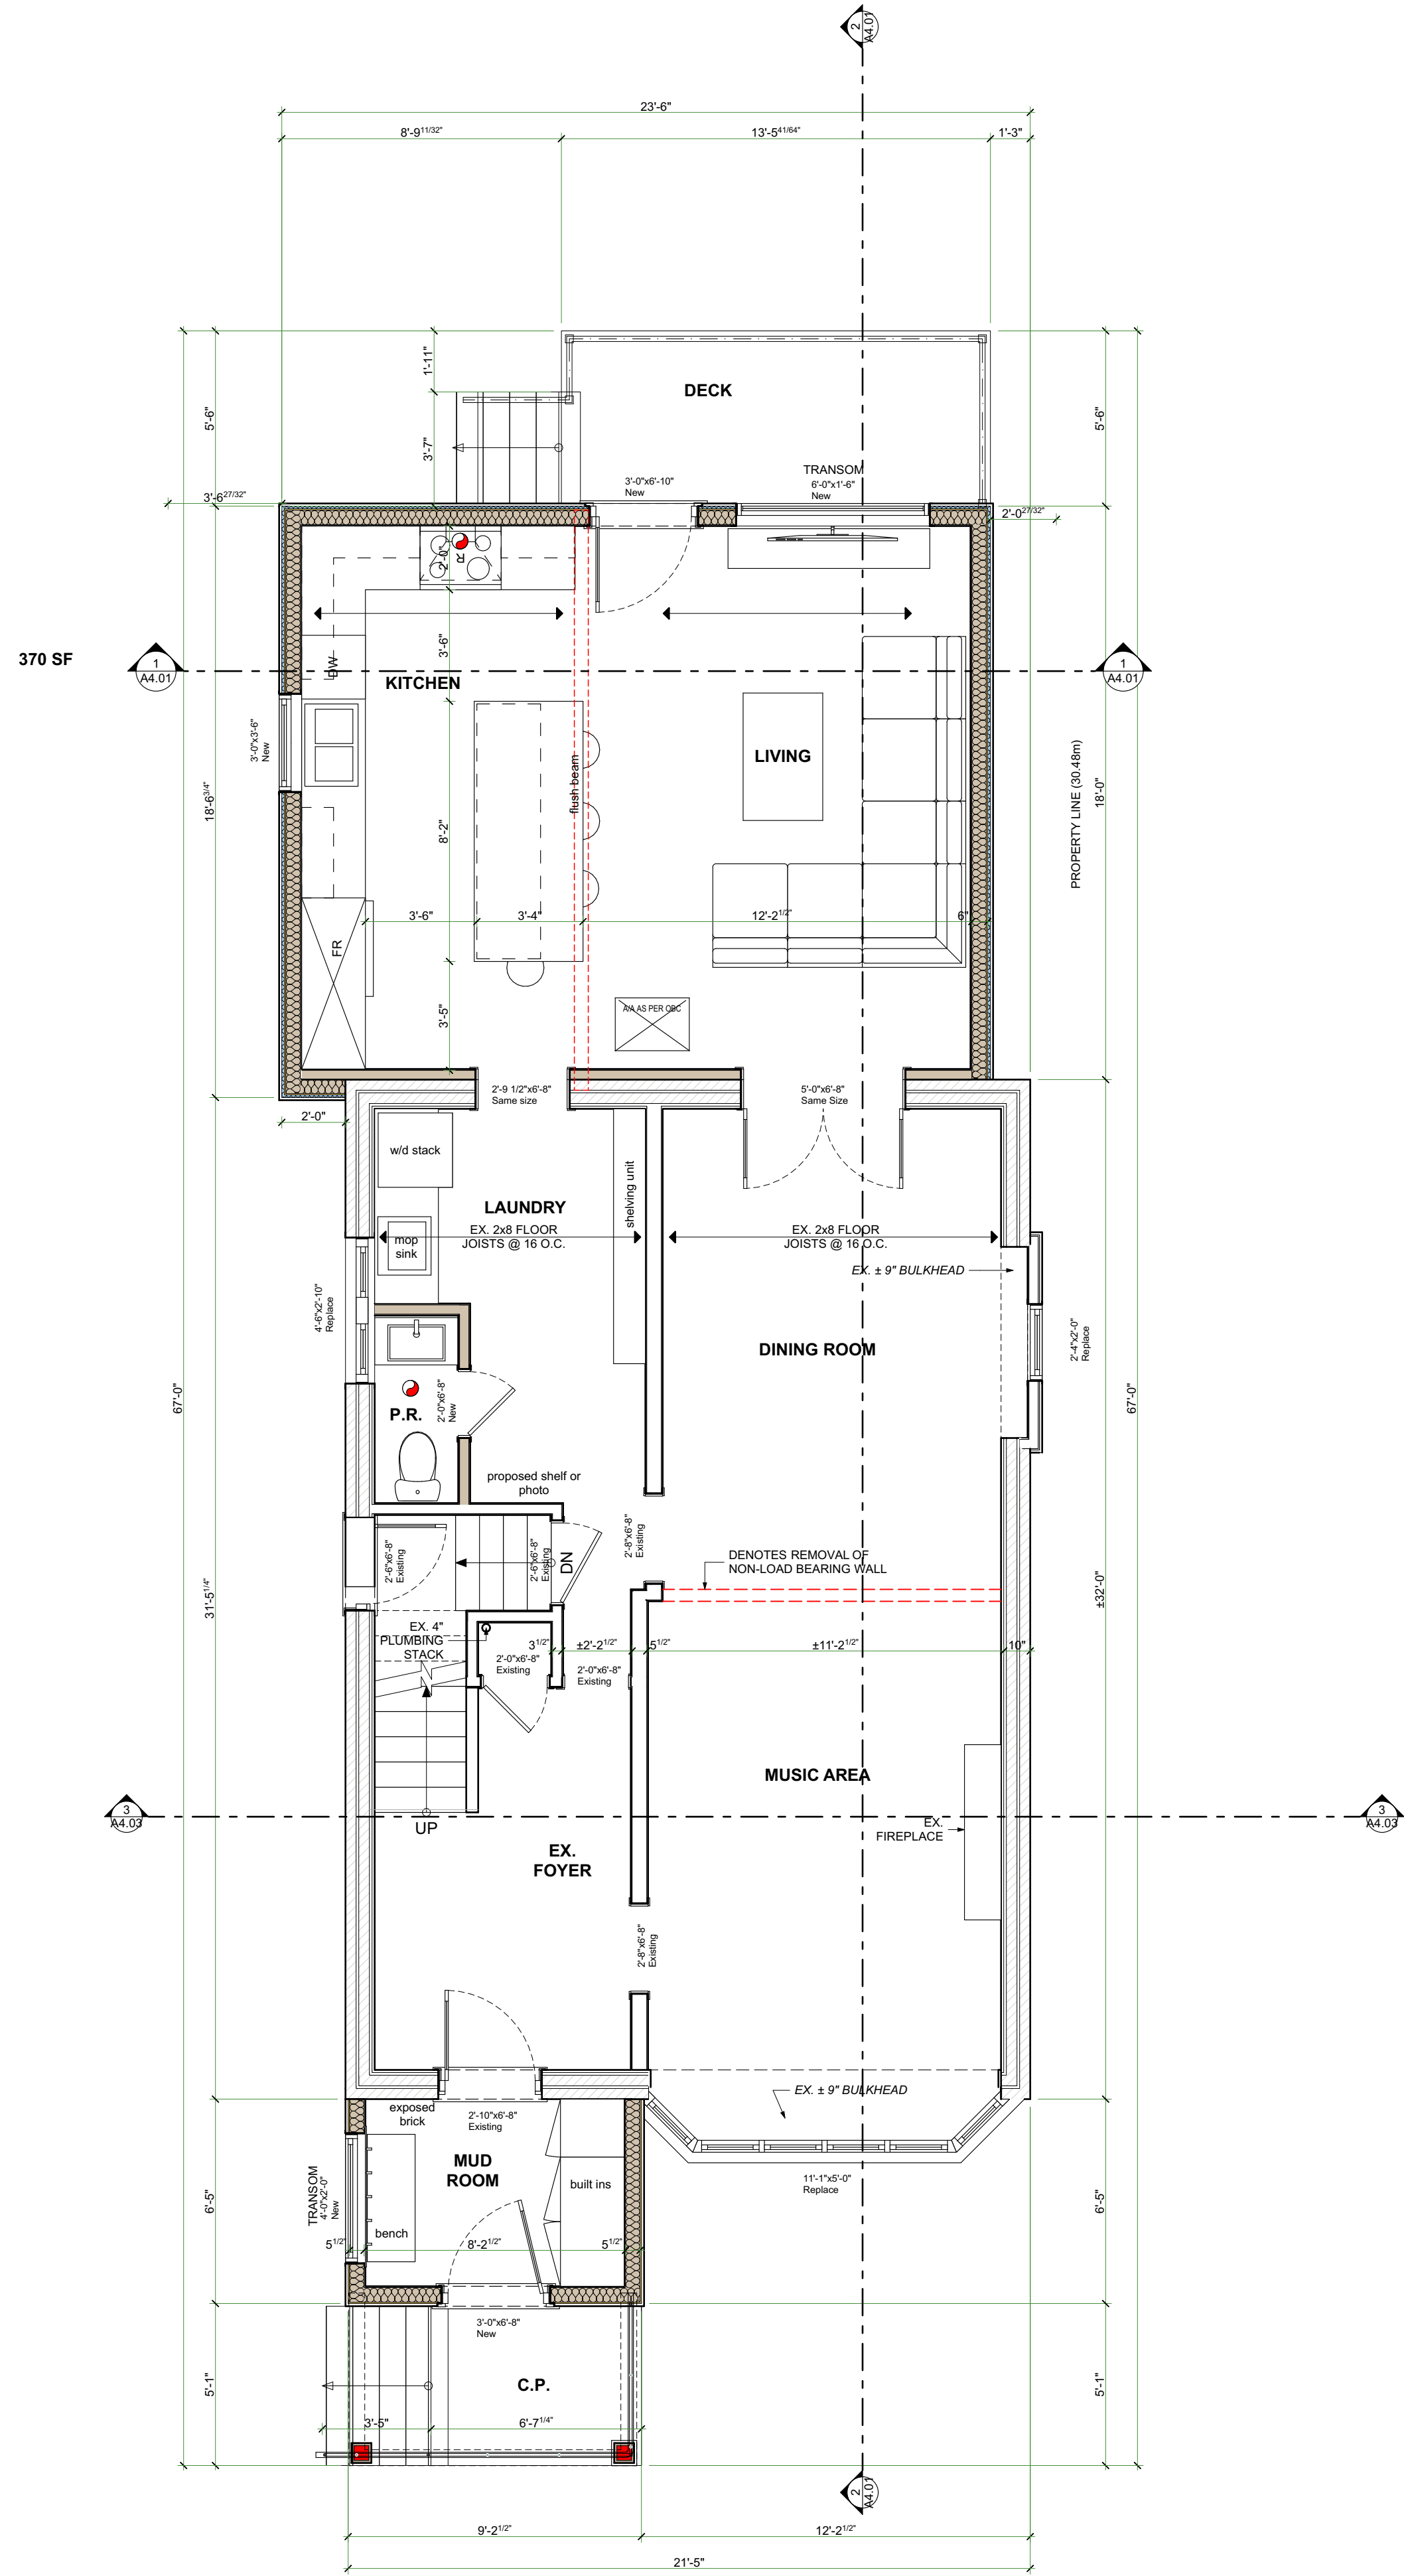 2
A4.01
23'-6"
8'-9 11/32"
13'-5 41/64"
1'-3"
DECK
1'-11"
5'-6"
5'-6"
3'-7"
TRANSOM
3'-0"x6'-10"
New
6'-0"x1'-6"
New
3'-6 27/32"
2'-0 27/32"
2'-0"
R
3'-6"
370 SF
1
A4.01
DW
KITCHEN
1
A4.01
3'-0"x3'-6"
New
LIVING
flush beam
PROPERTY LINE (30.48m)
18'-6 3/4"
18'-0"
8'-2"
3'-6"
3'-4"
12'-2 1/2"
6"
FR
3'-5"
A/A AS PER OBC
2'-9 1/2"x6'-8"
Same size
5'-0"x6'-8"
Same Size
2'-0"
w/d stack
shelving unit
LAUNDRY
EX. 2x8 FLOOR
JOISTS @ 16 O.C.
EX. 2x8 FLOOR
JOISTS @ 16 O.C.
mop
sink
EX. ± 9" BULKHEAD
4'-6"x2'-10"
Replace
DINING ROOM
2'-4"x2'-0"
Replace
67'-0"
67'-0"
P.R.
2'-0"x6'-8"
New
proposed shelf or
photo
2'-8"x6'-8"
Existing
2'-6"x6'-8"
Existing
2'-6"x6'-8"
Existing
DN
DENOTES REMOVAL OF
NON-LOAD BEARING WALL
31'-5 1/4"
±32'-0"
EX. 4"
PLUMBING
STACK
3 1/2"
±2'-2 1/2"
5 1/2"
±11'-2 1/2"
10"
2'-0"x6'-8"
Existing
2'-0"x6'-8"
Existing
MUSIC AREA
3
A4.03
UP
EX.
FIREPLACE
3
A4.03
EX.
FOYER
2'-8"x6'-8"
Existing
EX. ± 9" BULKHEAD
exposed
brick
2'-10"x6'-8"
Existing
MUD
ROOM
TRANSOM
4'-0"x2'-0"
New
built ins
11'-1"x5'-0"
Replace
6'-5"
6'-5"
bench
5 1/2"
8'-2 1/2"
5 1/2"
3'-0"x6'-8"
New
C.P.
5'-1"
5'-1"
3'-5"
6'-7 1/4"
2
A4.01
9'-2 1/2"
12'-2 1/2"
21'-5"